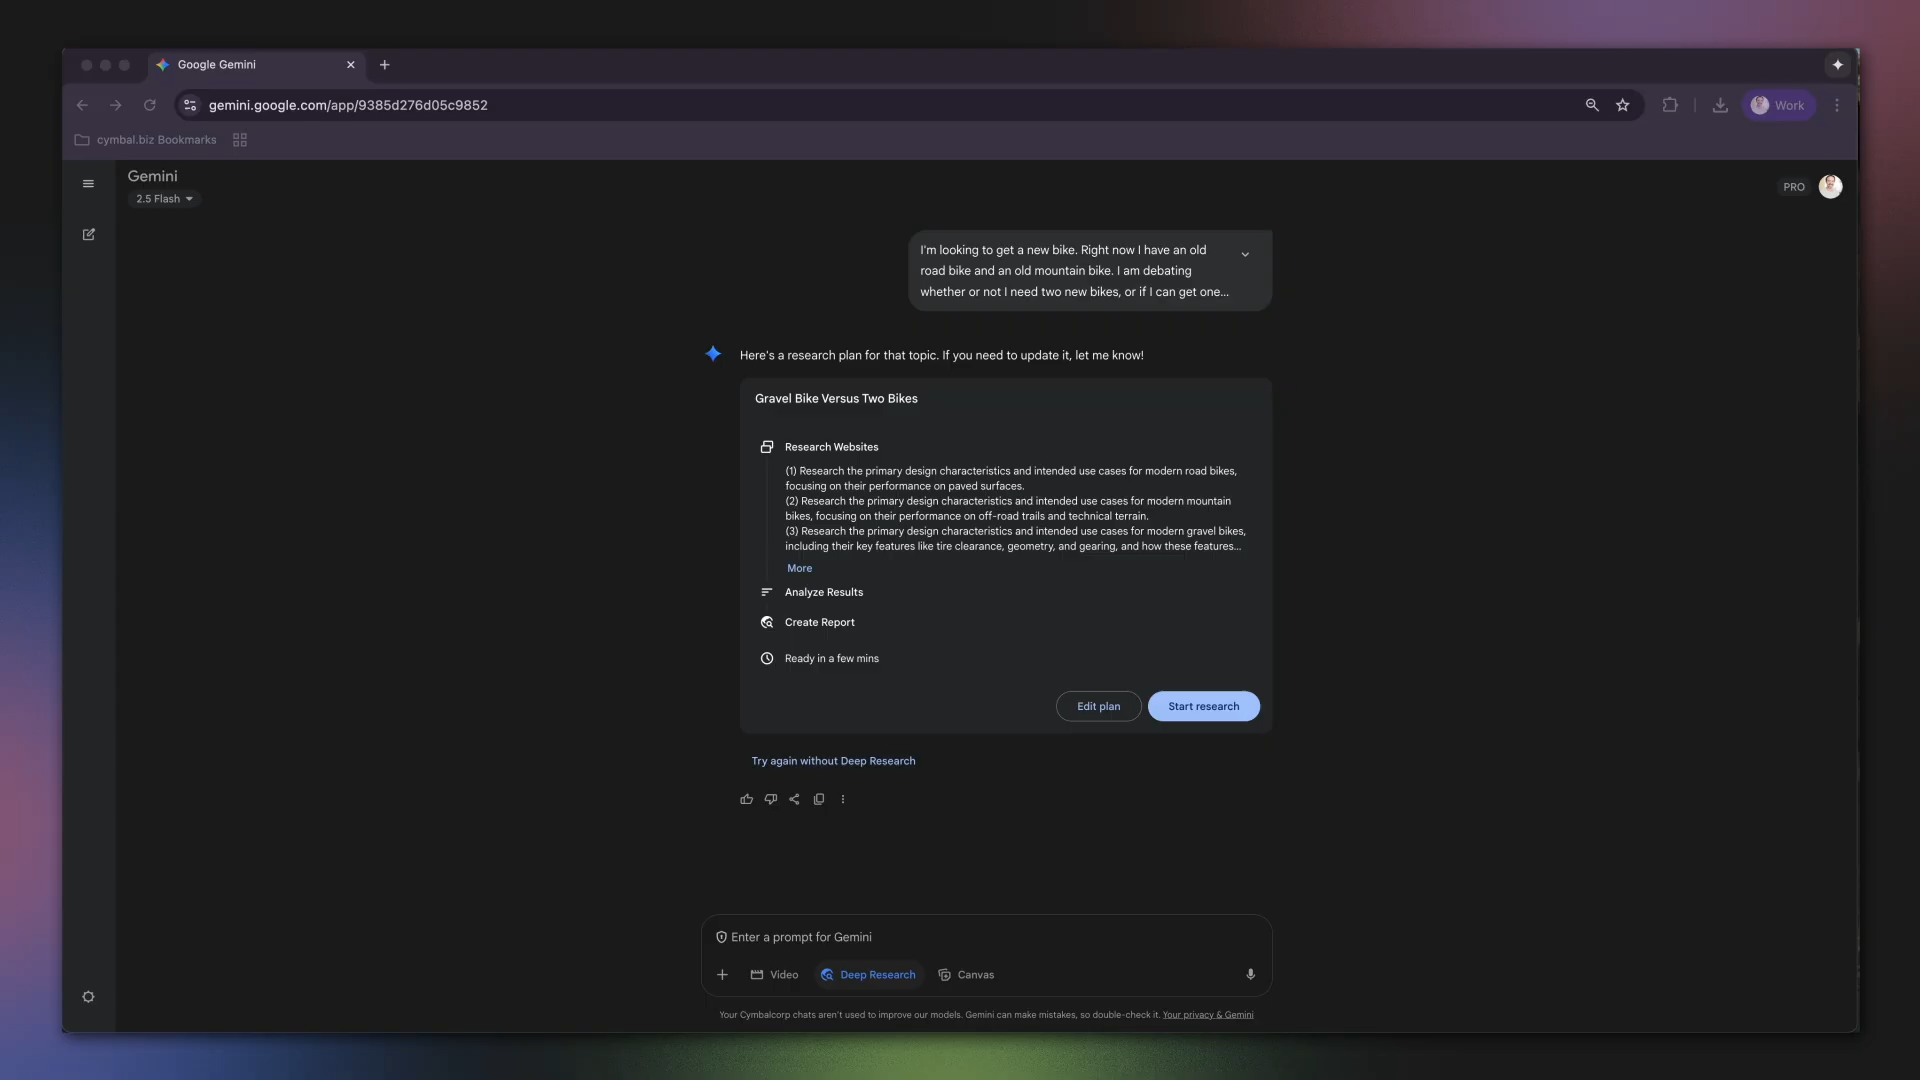 Google Gemini
gemini.google.com/app/9385d276d05c9852
Work
cymbal.biz Bookmarks
Gemini
2.5 Flash
PRO
I'm looking to get a new bike. Right now I have an old
road bike and an old mountain bike. I am debating
whether or not I need two new bikes, or if I can get one...
Here's a research plan for that topic. If you need to update it, let me know!
Gravel Bike Versus Two Bikes
Research Websites
(1) Research the primary design characteristics and intended use cases for modern road bikes,
focusing on their performance on paved surfaces.
(2) Research the primary design characteristics and intended use cases for modern mountain
bikes, focusing on their performance on off-road trails and technical terrain.
(3) Research the primary design characteristics and intended use cases for modern gravel bikes,
including their key features like tire clearance, geometry, and gearing, and how these features...
More
Analyze Results
Create Report
Ready in a few mins
Edit plan
Start research
Try again without Deep Research
Enter a prompt for Gemini
Video
Deep Research
Canvas
Your Cymbalcorp chats aren't used to improve our models. Gemini can make mistakes, so double-check it. Your privacy & Gemini